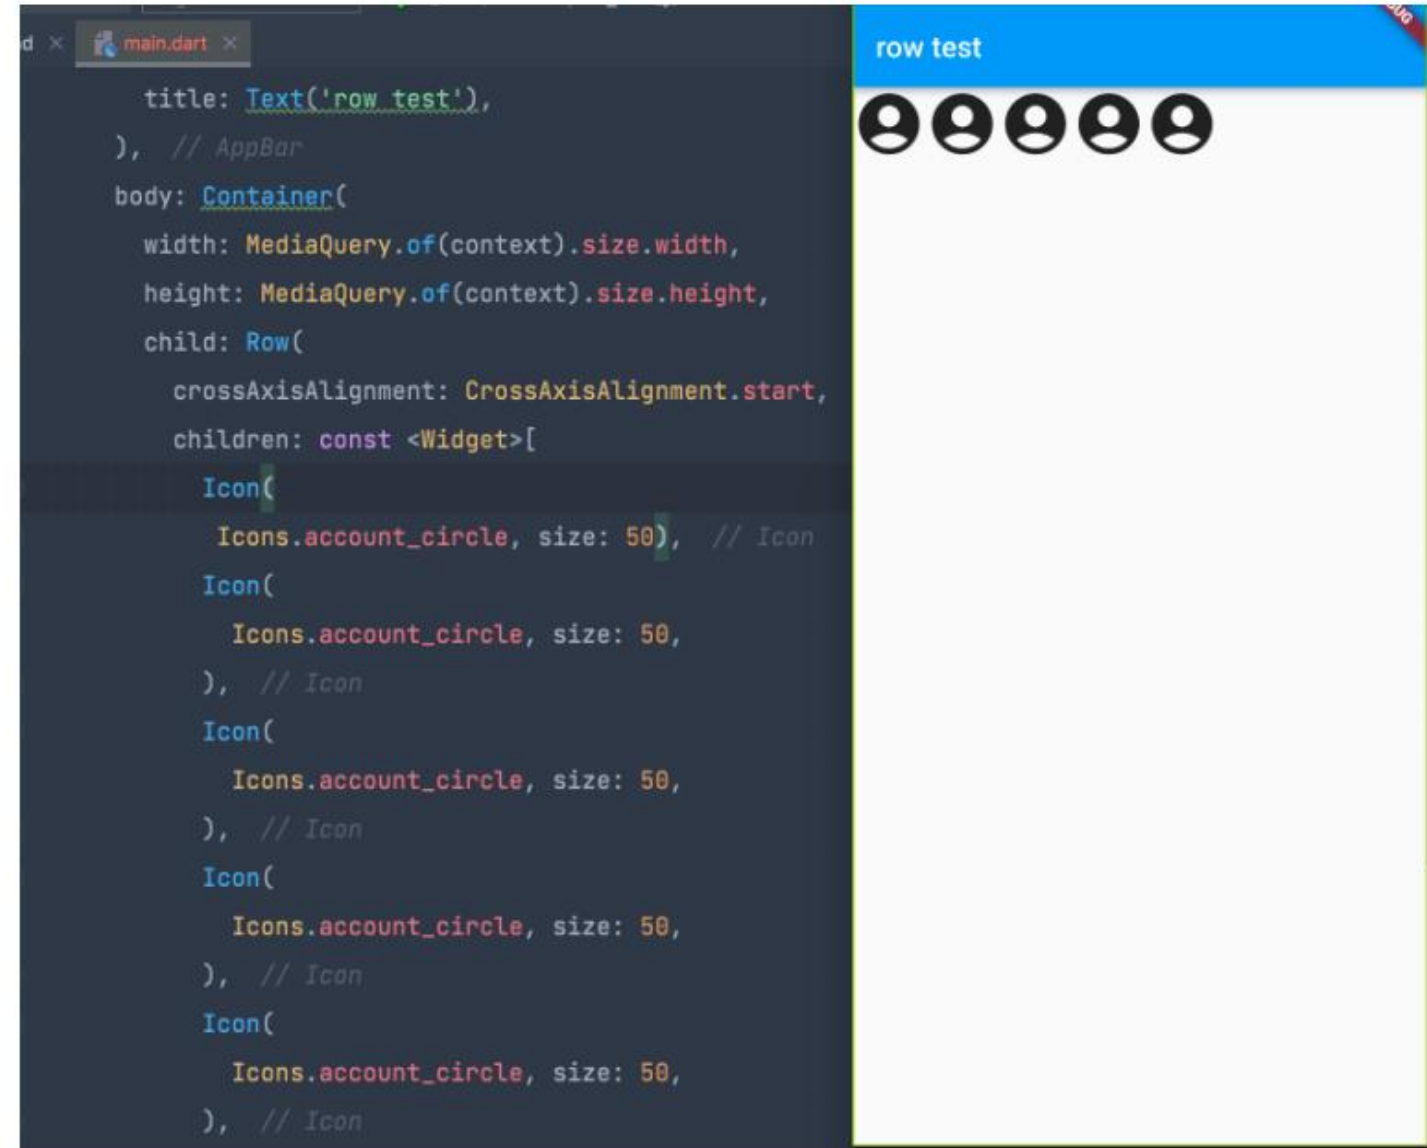 d ×
main.dart ×
title: Text('row test'),
), // AppBar
body: Container(
width: MediaQuery.of(context).size.width,
height: MediaQuery.of(context).size.height,
child: Row(
crossAxisAlignment: CrossAxisAlignment.start,
children: const <Widget>[
Icon(
Icons.account_circle, size: 50), // Icon
Icon(
Icons.account_circle, size: 50,
), // Icon
Icon(
Icons.account_circle, size: 50,
), // Icon
Icon(
Icons.account_circle, size: 50,
), // Icon
Icon(
Icons.account_circle, size: 50,
), // Icon
row test